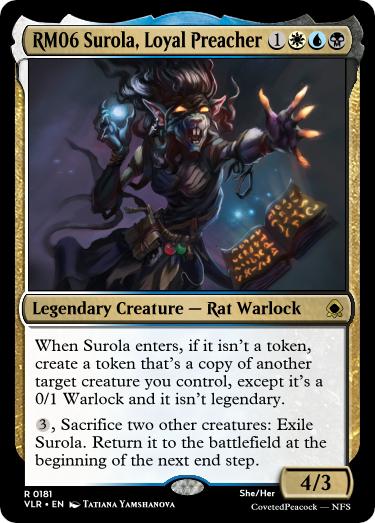 RM06 Surola, Loyal Preacher 1
Legendary Creature — Rat Warlock
When Surola enters, if it isn't a token,
create a token that's a copy of another
target creature you control, except it's a
0/1 Warlock and it isn't legendary.
3, Sacrifice two other creatures: Exile
Surola. Return it to the battlefield at the
beginning of the next end step.
4/3
R 0181
VLR • EN Tatiana Yamshanova
She/Her
CovetedPeacock — NFS